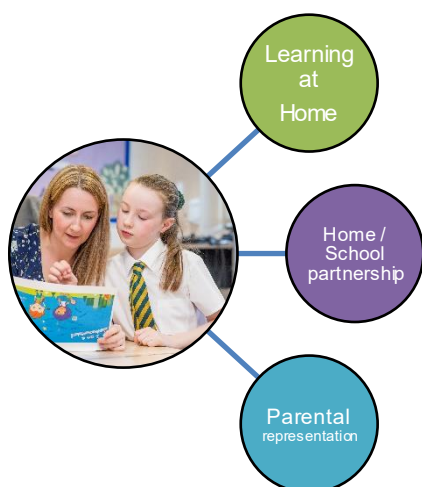 Learning
at
Home
Home /
School
partnership
Parental
representation